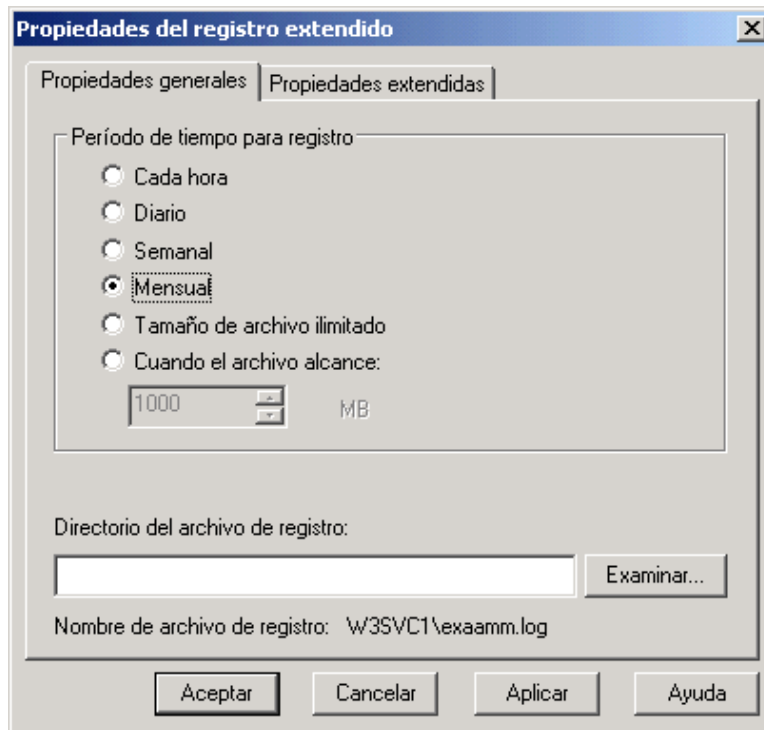 Propiedades del registro extendido
Propiedades generales Propiedades extendidas
Período de tiempo para registro
Cada hora
Diario
Semanal
Mensual
Tamaño de archivo ilimitado
Cuando el archivo alcance:
1000 MB
Directorio del archivo de registro:
Examinar...
Nombre de archivo de registro: W3SVC1\exaamm.log
Aceptar Cancelar Aplicar Ayuda